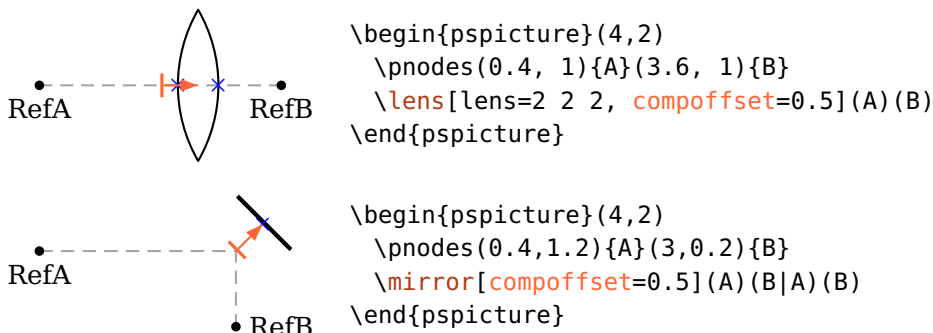 RefA
RefB
\begin{pspicture}(4,2)
\pnodes(0.4, 1){A}(3.6, 1){B}
\lens[lens=2 2 2, compoffset=0.5](A)(B)
\end{pspicture}
RefA
RefB
\begin{pspicture}(4,2)
\pnodes(0.4,1.2){A}(3,0.2){B}
\mirror[compoffset=0.5](A)(B|A)(B)
\end{pspicture}